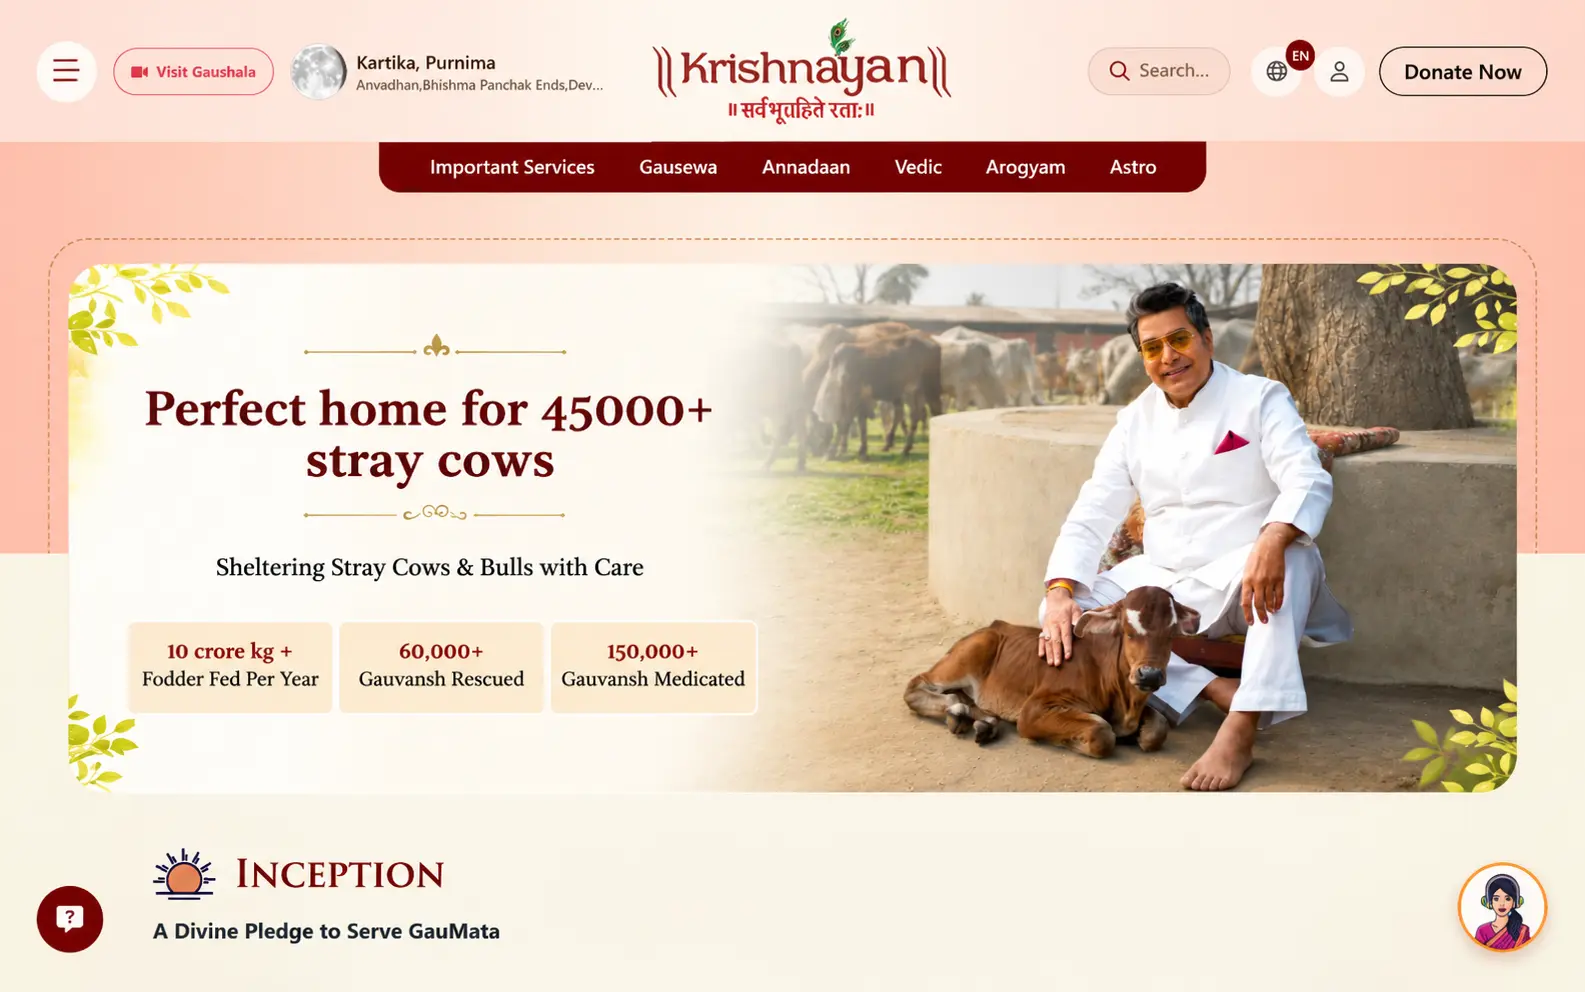 Visit Gaushala
Kartika, Purnima
Anvadhan,Bhishma Panchak Ends,Dev...
Krishnayan
॥ सर्वभूतहिते रताः॥
Search...
EN
Donate Now
Important Services
Gausewa
Annadaan
Vedic
Arogyam
Astro
Perfect home for 45000+
stray cows
Sheltering Stray Cows & Bulls with Care
10 crore kg +
Fodder Fed Per Year
60,000+
Gauvansh Rescued
150,000+
Gauvansh Medicated
INCEPTION
A Divine Pledge to Serve GauMata
?